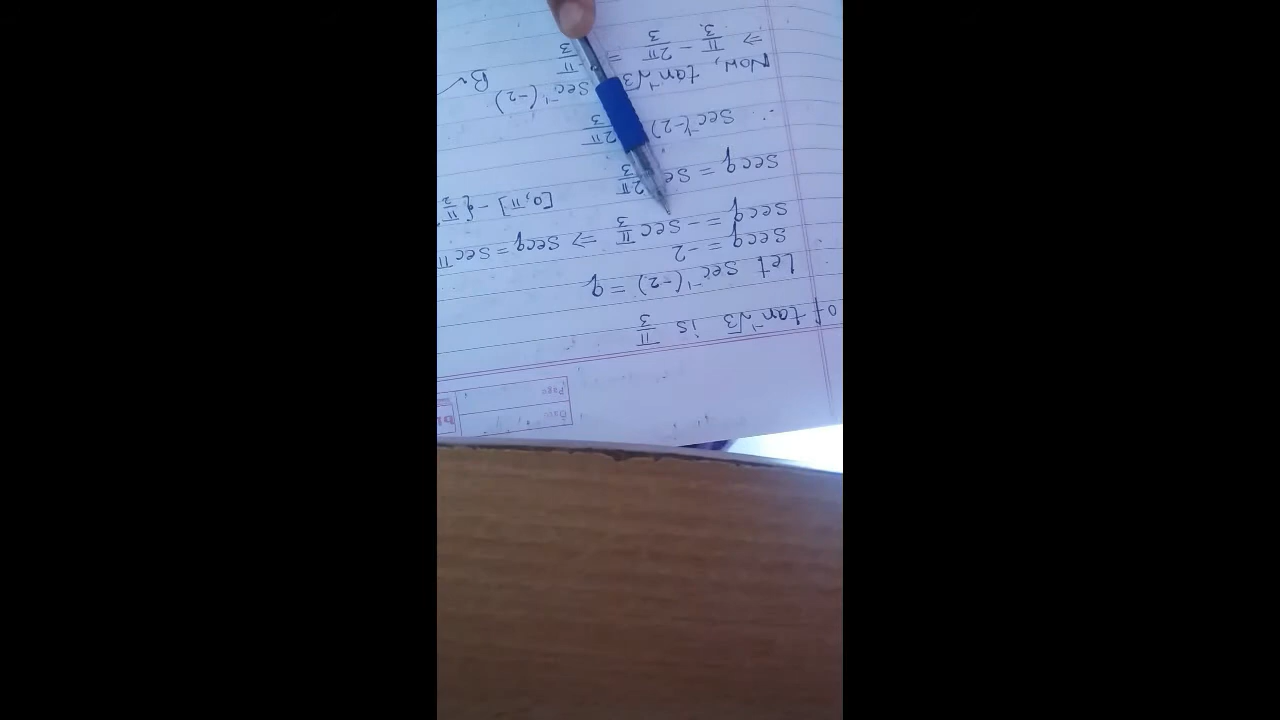 Date
Page
of tan⁻¹√3 is π/3
Let sec⁻¹(-2) = q
sec q = -2
sec q = - sec π/3 ⇒ sec q = sec π
[0, π] - { π/2
sec q = 2π/3
∴ sec⁻¹(-2) 2π/3
Now, tan⁻¹√3 sec⁻¹(-2)
⇒ π/3 - 2π/3 = - π/3